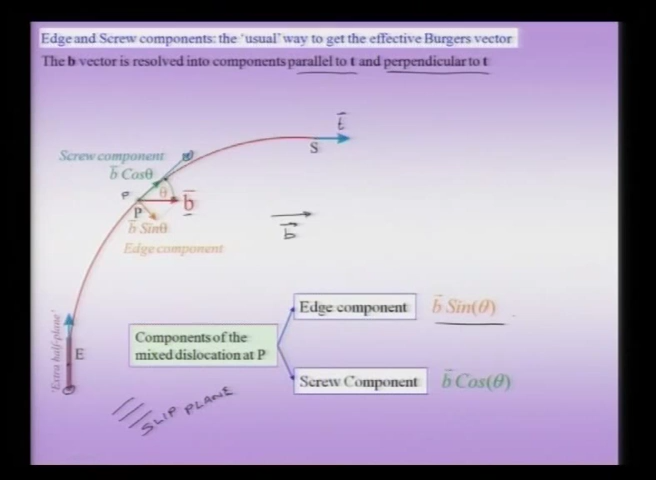 Edge and Screw components: the 'usual' way to get the effective Burgers vector
The b vector is resolved into components parallel to t and perpendicular to t
t
S
Screw component
b Cosθ
θ
P
b
b Sinθ
Edge component
b
'Extra half-plane'
E
Components of the
mixed dislocation at P
Edge component
b Sin(θ)
Screw Component
b Cos(θ)
SLIP PLANE